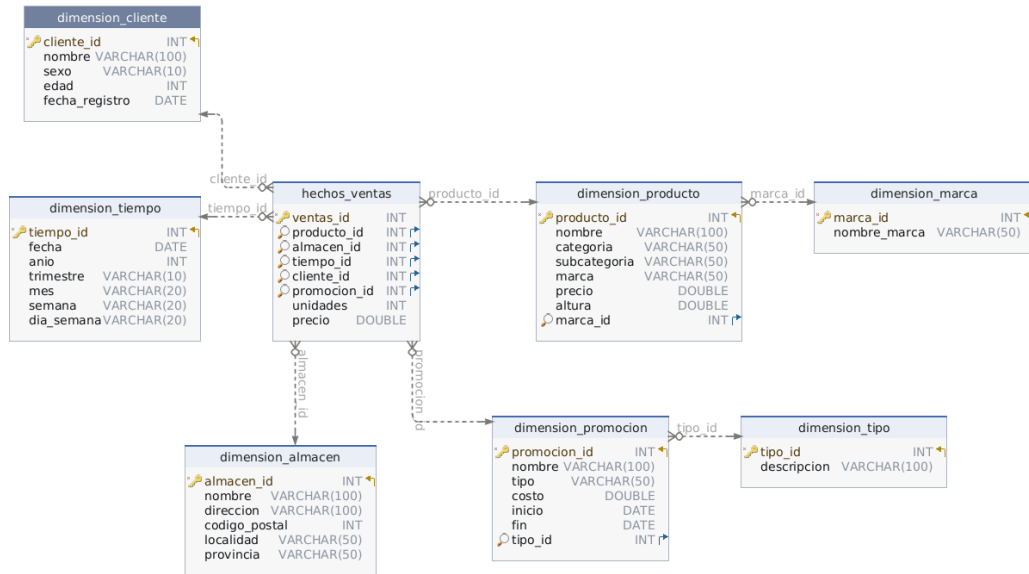 dimension_cliente
cliente_id INT
nombre VARCHAR(100)
sexo VARCHAR(10)
edad INT
fecha_registro DATE
cliente_id
tiempo_id
dimension_tiempo
tiempo_id INT
fecha DATE
anio INT
trimestre VARCHAR(10)
mes VARCHAR(20)
semana VARCHAR(20)
dia_semana VARCHAR(20)
hechos_ventas
ventas_id INT
producto_id INT
almacen_id INT
tiempo_id INT
cliente_id INT
promocion_id INT
unidades INT
precio DOUBLE
producto_id
dimension_producto
producto_id INT
nombre VARCHAR(100)
categoria VARCHAR(50)
subcategoria VARCHAR(50)
marca VARCHAR(50)
precio DOUBLE
altura DOUBLE
marca_id INT
marca_id
dimension_marca
marca_id INT
nombre_marca VARCHAR(50)
almacen_id
promocion_id
dimension_almacen
almacen_id INT
nombre VARCHAR(100)
direccion VARCHAR(100)
codigo_postal INT
localidad VARCHAR(50)
provincia VARCHAR(50)
dimension_promocion
promocion_id INT
nombre VARCHAR(100)
tipo VARCHAR(50)
costo DOUBLE
inicio DATE
fin DATE
tipo_id INT
tipo_id
dimension_tipo
tipo_id INT
descripcion VARCHAR(100)